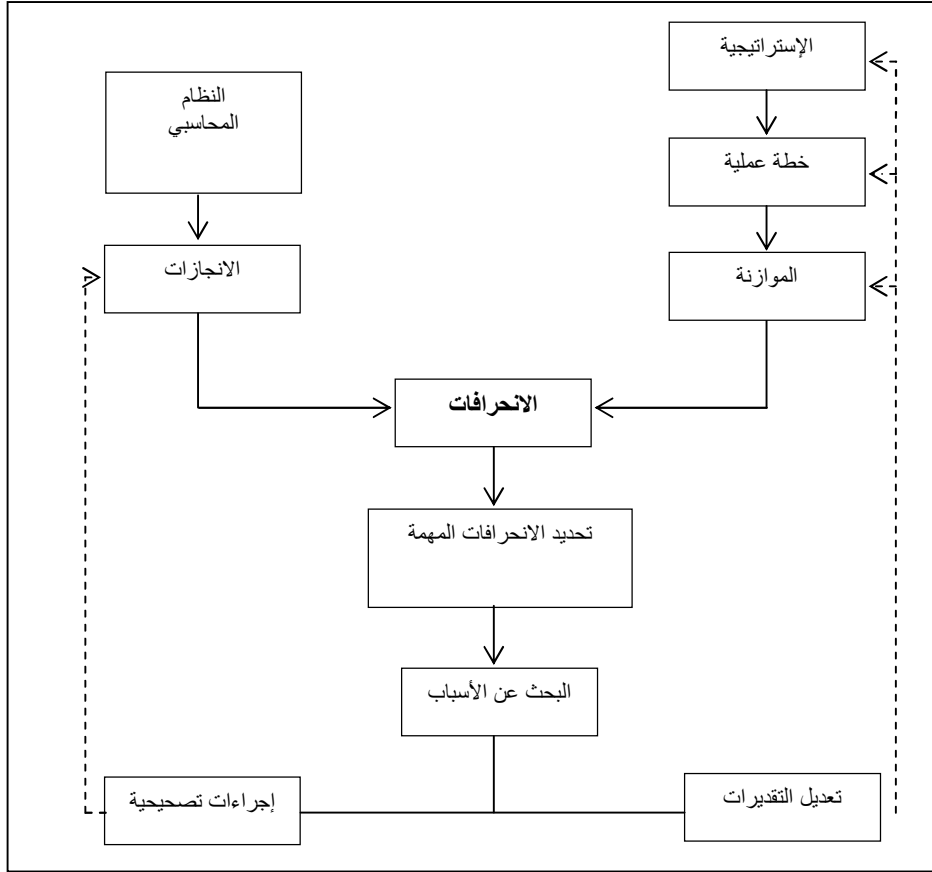 الإستراتيجية
النظام
المحاسبي
خطة عملية
الانجازات
الموازنة
الانحرافات
تحديد الانحرافات المهمة
البحث عن الأسباب
إجراءات تصحيحية
تعديل التقديرات